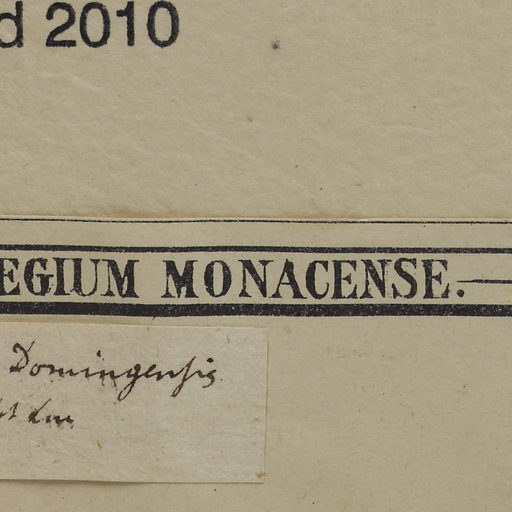 d 2010
EGIUM MONACENSE.
Domingensis